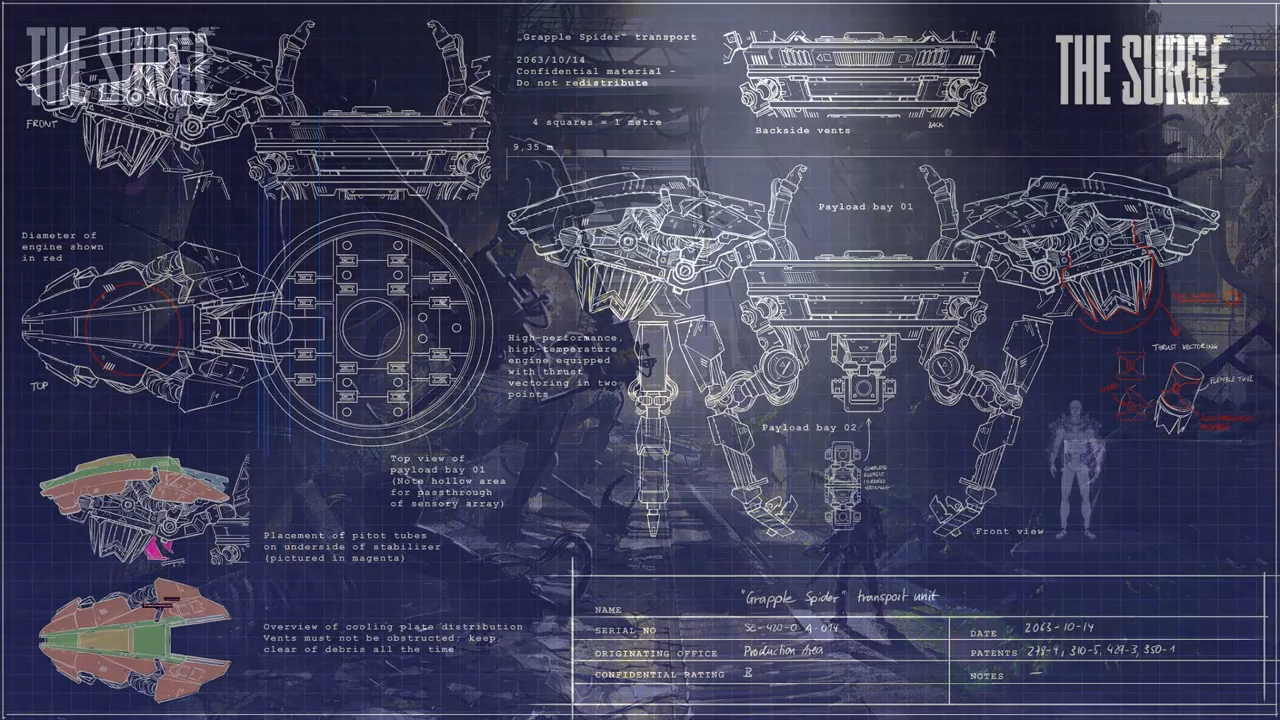 THE SURGE
FRONT
„Grapple Spider" transport
2063/10/14
Confidential material -
Do not redistribute
4 squares = 1 metre
9,35 m
Backside vents
BACK
THE SURGE
Payload bay 01
Diameter of
engine shown
in red
TOP
High-performance,
high-temperature
engine equipped
with thrust
vectoring in two
points
THRUST VECTORING
FLEXIBLE TUBE
Payload bay 02
Top view of
payload bay 01
(Note hollow area
for passthrough
of sensory array)
COMPLETE
ELEMENT
Front view
Placement of pitot tubes
on underside of stabilizer
(pictured in magenta)
Overview of cooling plate distribution
Vents must not be obstructed; keep
clear of debris all the time
NAME "Grapple Spider" transport unit
SERIAL NO SC-420-0 A-014
ORIGINATING OFFICE Production Area
CONFIDENTIAL RATING B
DATE 2063-10-14
PATENTS 278-4, 310-5, 429-3, 350-1
NOTES —